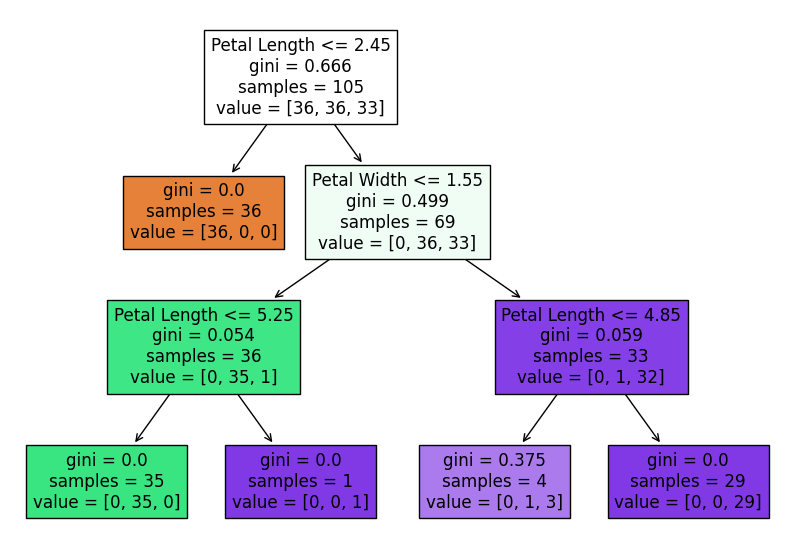 Petal Length <= 2.45
gini = 0.666
samples = 105
value = [36, 36, 33]
gini = 0.0
samples = 36
value = [36, 0, 0]
Petal Width <= 1.55
gini = 0.499
samples = 69
value = [0, 36, 33]
Petal Length <= 5.25
gini = 0.054
samples = 36
value = [0, 35, 1]
Petal Length <= 4.85
gini = 0.059
samples = 33
value = [0, 1, 32]
gini = 0.0
samples = 35
value = [0, 35, 0]
gini = 0.0
samples = 1
value = [0, 0, 1]
gini = 0.375
samples = 4
value = [0, 1, 3]
gini = 0.0
samples = 29
value = [0, 0, 29]